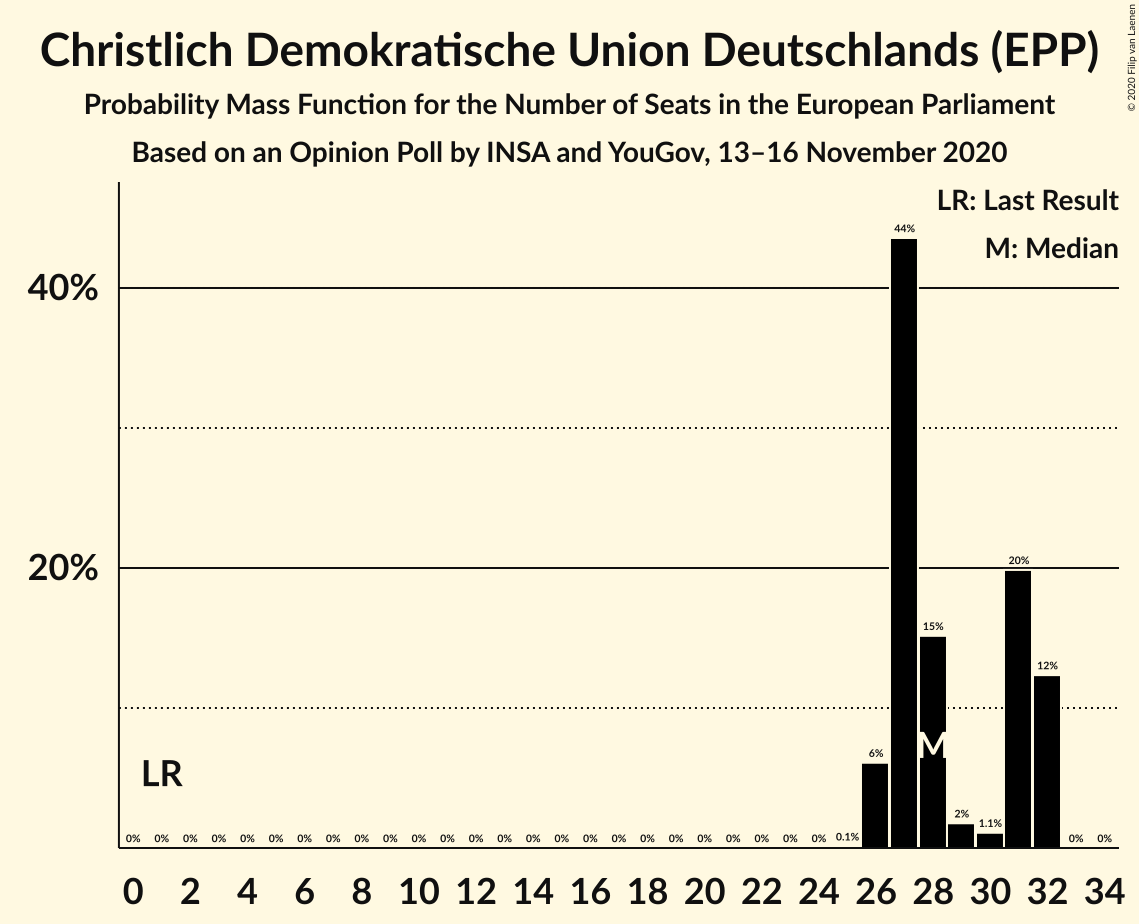 Christlich Demokratische Union Deutschlands (EPP)
Probability Mass Function for the Number of Seats in the European Parliament
Based on an Opinion Poll by INSA and YouGov, 13–16 November 2020
© 2020 Filip van Laenen
LR: Last Result
M: Median
44%
40%
20%
20%
15%
12%
M
6%
LR
2%
1.1%
0% 0% 0% 0% 0% 0% 0% 0% 0% 0% 0% 0% 0% 0% 0% 0% 0% 0% 0% 0% 0% 0% 0% 0% 0% 0.1% 0% 0%
0 2 4 6 8 10 12 14 16 18 20 22 24 26 28 30 32 34